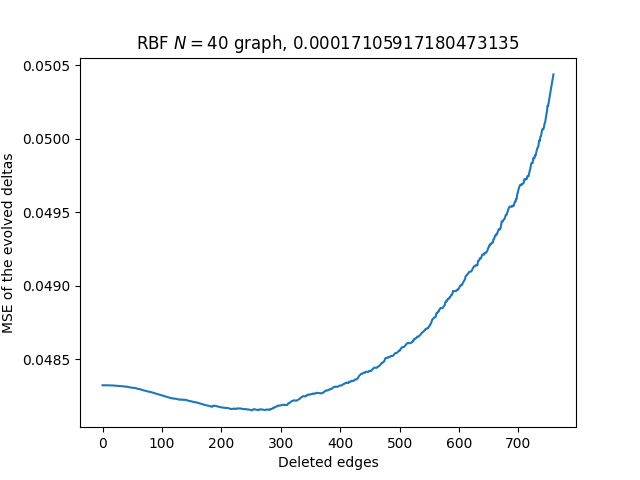 RBF N = 40 graph, 0.00017105917180473135
0.0505
0.0500
0.0495
0.0490
0.0485
MSE of the evolved deltas
0 100 200 300 400 500 600 700
Deleted edges